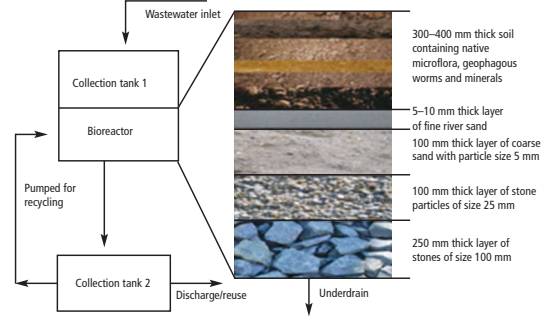 Wastewater inlet
Collection tank 1
Bioreactor
Pumped for
recycling
Collection tank 2
Discharge/reuse
300–400 mm thick soil
containing native
microflora, geophagous
worms and minerals
5–10 mm thick layer
of fine river sand
100 mm thick layer of coarse
sand with particle size 5 mm
100 mm thick layer of stone
particles of size 25 mm
250 mm thick layer of
stones of size 100 mm
Underdrain